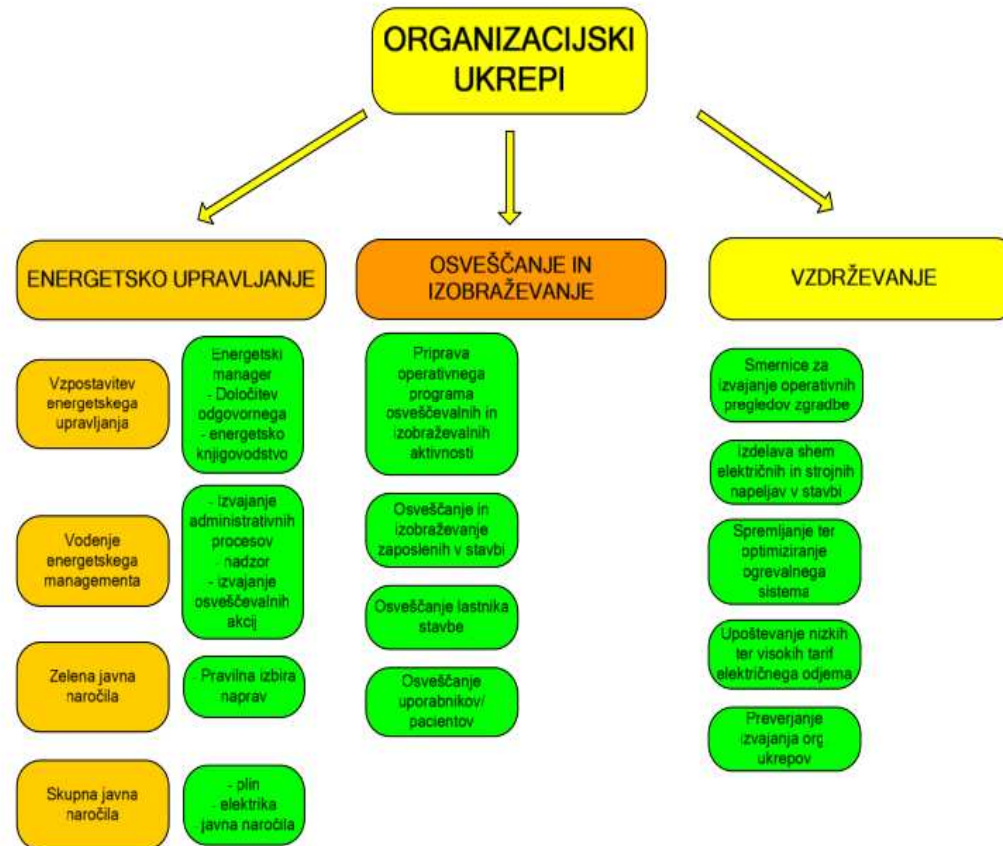 ORGANIZACIJSKI
UKREPI
ENERGETSKO UPRAVLJANJE
OSVEŠČANJE IN
IZOBRAŽEVANJE
VZDRŽEVANJE
Vzpostavitev
energetskega
upravljanja
- Energetski
manager
- Določitev
odgovornega
- energetsko
knjigovodstvo
Vodenje
energetskega
managementa
- Izvajanje
administrativnih
procesov
- nadzor
- izvajanje
osveščevalnih
akcij
Zelena javna
naročila
- Pravilna izbira
naprav
Skupna javna
naročila
- plin
- elektrika
- javna naročila
Priprava
operativnega
programa
osveščevalnih in
izobraževalnih
aktivnosti
Osveščanje in
izobraževanje
zaposlenih v stavbi
Osveščanje lastnika
stavbe
Osveščanje
uporabnikov/
pacientov
Smernice za
izvajanje operativnih
pregledov zgradbe
Izdelava shem
električnih in strojnih
napeljav v stavbi
Spremljanje ter
optimiziranje
ogrevalnega
sistema
Upoštevanje nizkih
ter visokih tarif
električnega odjema
Preverjanje
izvajanja org.
ukrepov